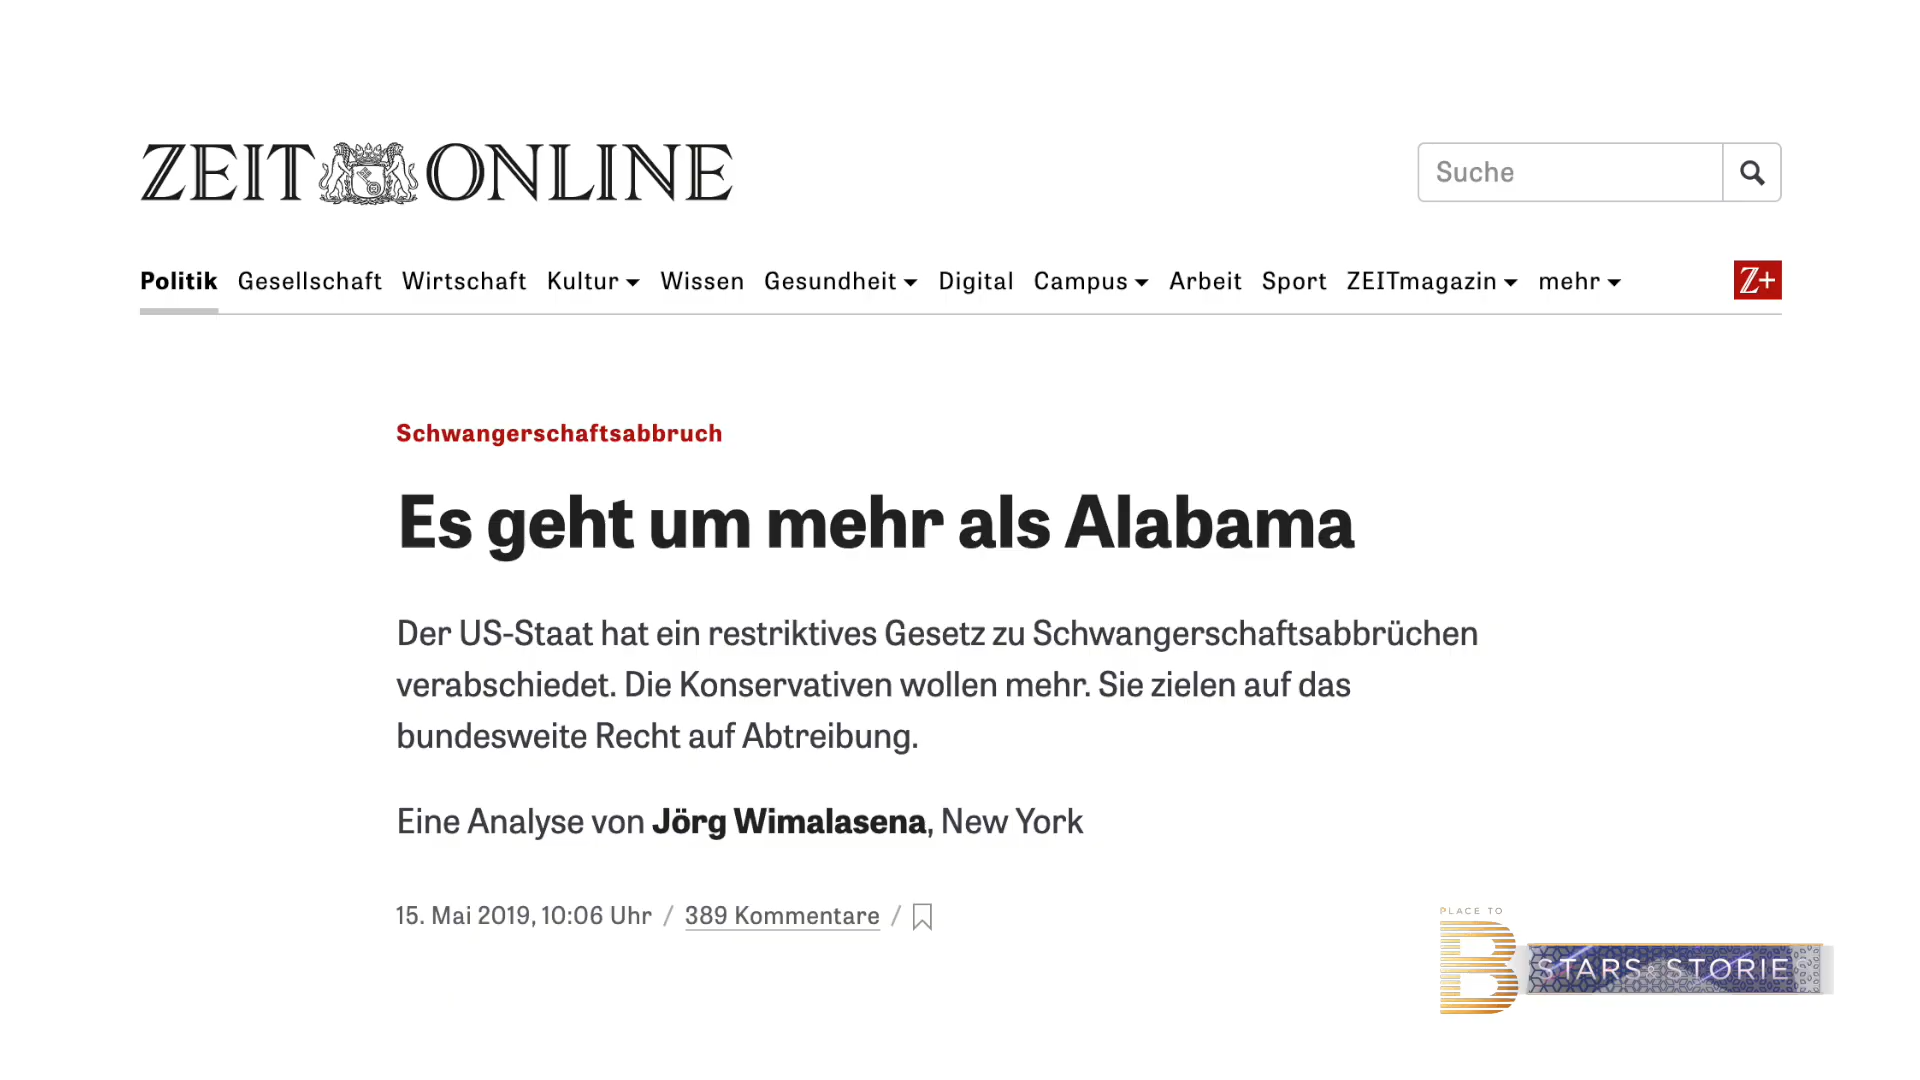 ZEIT ONLINE
Suche
Politik Gesellschaft Wirtschaft Kultur Wissen Gesundheit Digital Campus Arbeit Sport ZEITmagazin mehr Z+
Schwangerschaftsabbruch
Es geht um mehr als Alabama
Der US-Staat hat ein restriktives Gesetz zu Schwangerschaftsabbrüchen
verabschiedet. Die Konservativen wollen mehr. Sie zielen auf das
bundesweite Recht auf Abtreibung.
Eine Analyse von Jörg Wimalasena, New York
15. Mai 2019, 10:06 Uhr / 389 Kommentare /
PLACE TO
B
STARS & STORIE